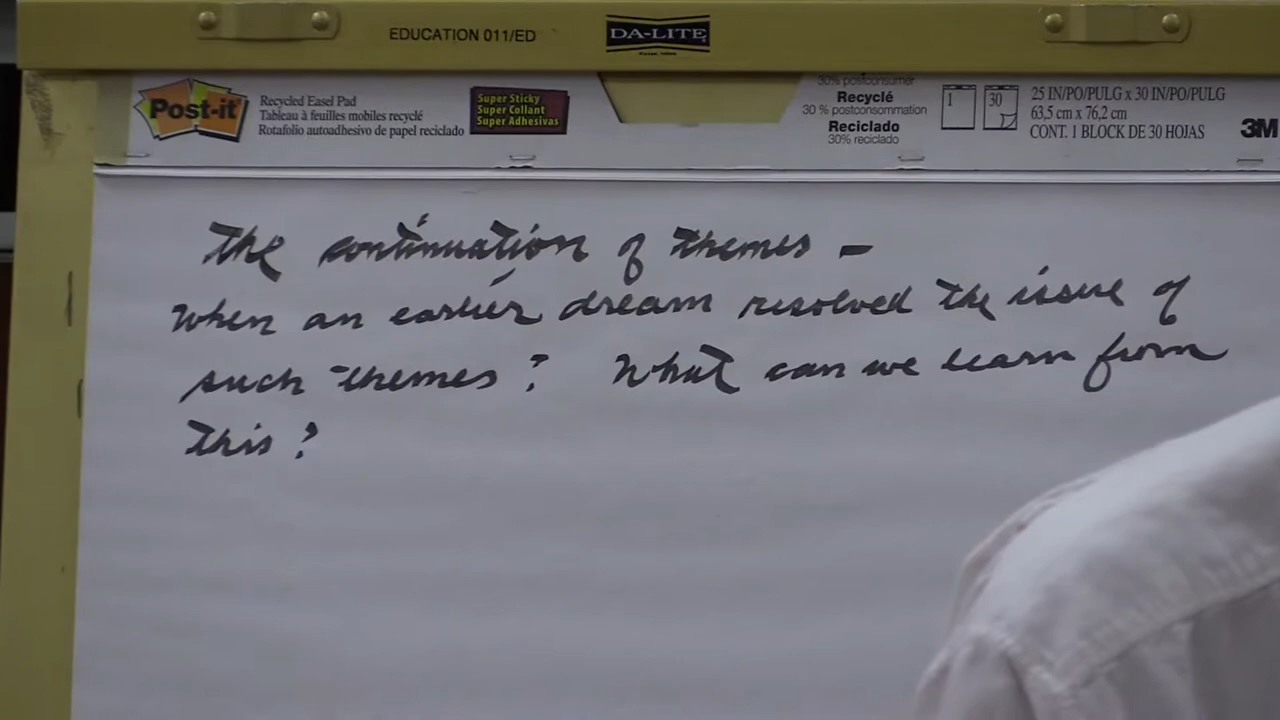 EDUCATION 011/ED
DA-LITE
Post-it
Recycled Easel Pad
Tableau à feuilles mobiles recyclé
Rotafolio autoadhesivo de papel reciclado
Super Sticky
Super Collant
Super Adhesivas
30% postconsumer
Recyclé
30 % postconsommation
Reciclado
30% reciclado
1
30
25 IN/PO/PULG x 30 IN/PO/PULG
63,5 cm x 76,2 cm
CONT. 1 BLOCK DE 30 HOJAS
3M
The continuation of themes -
When an earlier dream resolved the issue of
such themes? What can we learn from
this?